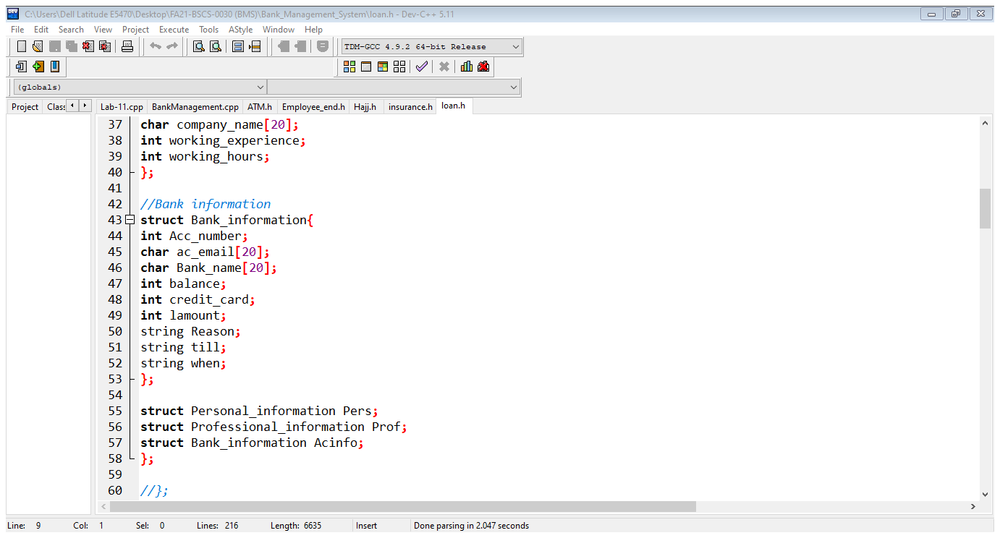 C:\Users\Dell Latitude E5470\Desktop\FA21-BSCS-0030 (BMS)\Bank_Management_System\loan.h - Dev-C++ 5.11
File Edit Search View Project Execute Tools AStyle Window Help
TDM-GCC 4.9.2 64-bit Release
(globals)
Project Clas Lab-11.cpp BankManagement.cpp ATM.h Employee_end.h Hajj.h insurance.h loan.h
37 char company_name[20];
38 int working_experience;
39 int working_hours;
40 };
41
42 //Bank information
43 struct Bank_information{
44 int Acc_number;
45 char ac_email[20];
46 char Bank_name[20];
47 int balance;
48 int credit_card;
49 int lamount;
50 string Reason;
51 string till;
52 string when;
53 };
54
55 struct Personal_information Pers;
56 struct Professional_information Prof;
57 struct Bank_information Acinfo;
58 };
59
60 //};
Line: 9 Col: 1 Sel: 0 Lines: 216 Length: 6635 Insert Done parsing in 2.047 seconds